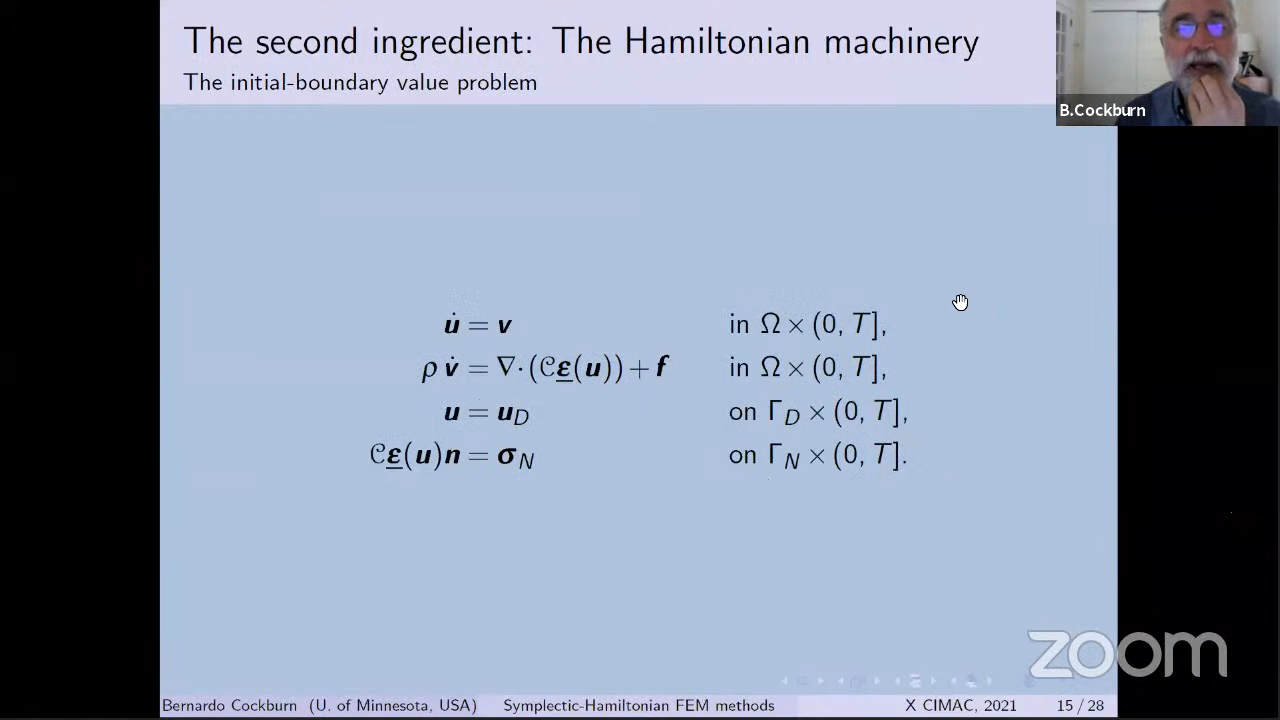 The second ingredient: The Hamiltonian machinery
The initial-boundary value problem
B.Cockburn
u̇ = v in Ω × (0, T],
ρ v̇ = ∇·(Cε(u)) + f in Ω × (0, T],
u = u_D on Γ_D × (0, T],
Cε(u)n = σ_N on Γ_N × (0, T].
zoom
Bernardo Cockburn (U. of Minnesota, USA) Symplectic-Hamiltonian FEM methods X CIMAC, 2021 15 / 28